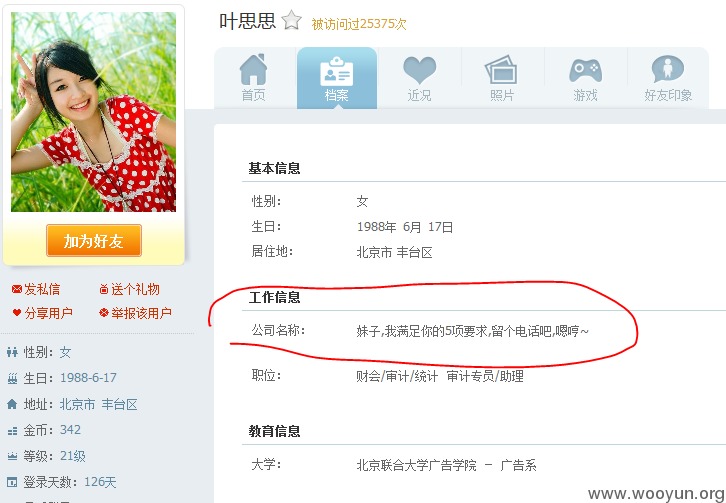 叶思思 被访问过25375次
首页 档案 近况 照片 游戏 好友印象
基本信息
性别: 女
生日: 1988年 6月 17日
居住地: 北京市 丰台区
工作信息
公司名称: 妹子,我满足你的5项要求,留个电话吧,嗯哼~
职位: 财会/审计/统计 审计专员/助理
教育信息
大学: 北京联合大学广告学院 - 广告系
加为好友
发私信 送个礼物
分享用户 举报该用户
性别: 女
生日: 1988-6-17
地址: 北京市 丰台区
金币: 342
等级: 21级
登录天数: 126天
www.wooyun.org